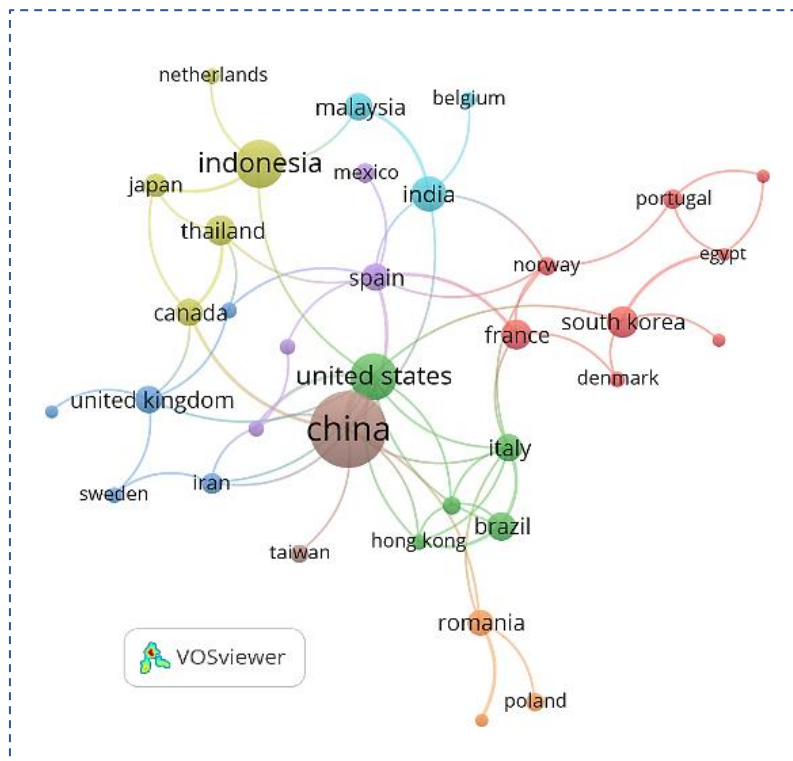 netherlands
malaysia
belgium
indonesia
mexico
japan
india
portugal
thailand
egypt
norway
spain
canada
south korea
france
united states
denmark
united kingdom
china
italy
iran
sweden
brazil
hong kong
taiwan
romania
VOSviewer
poland